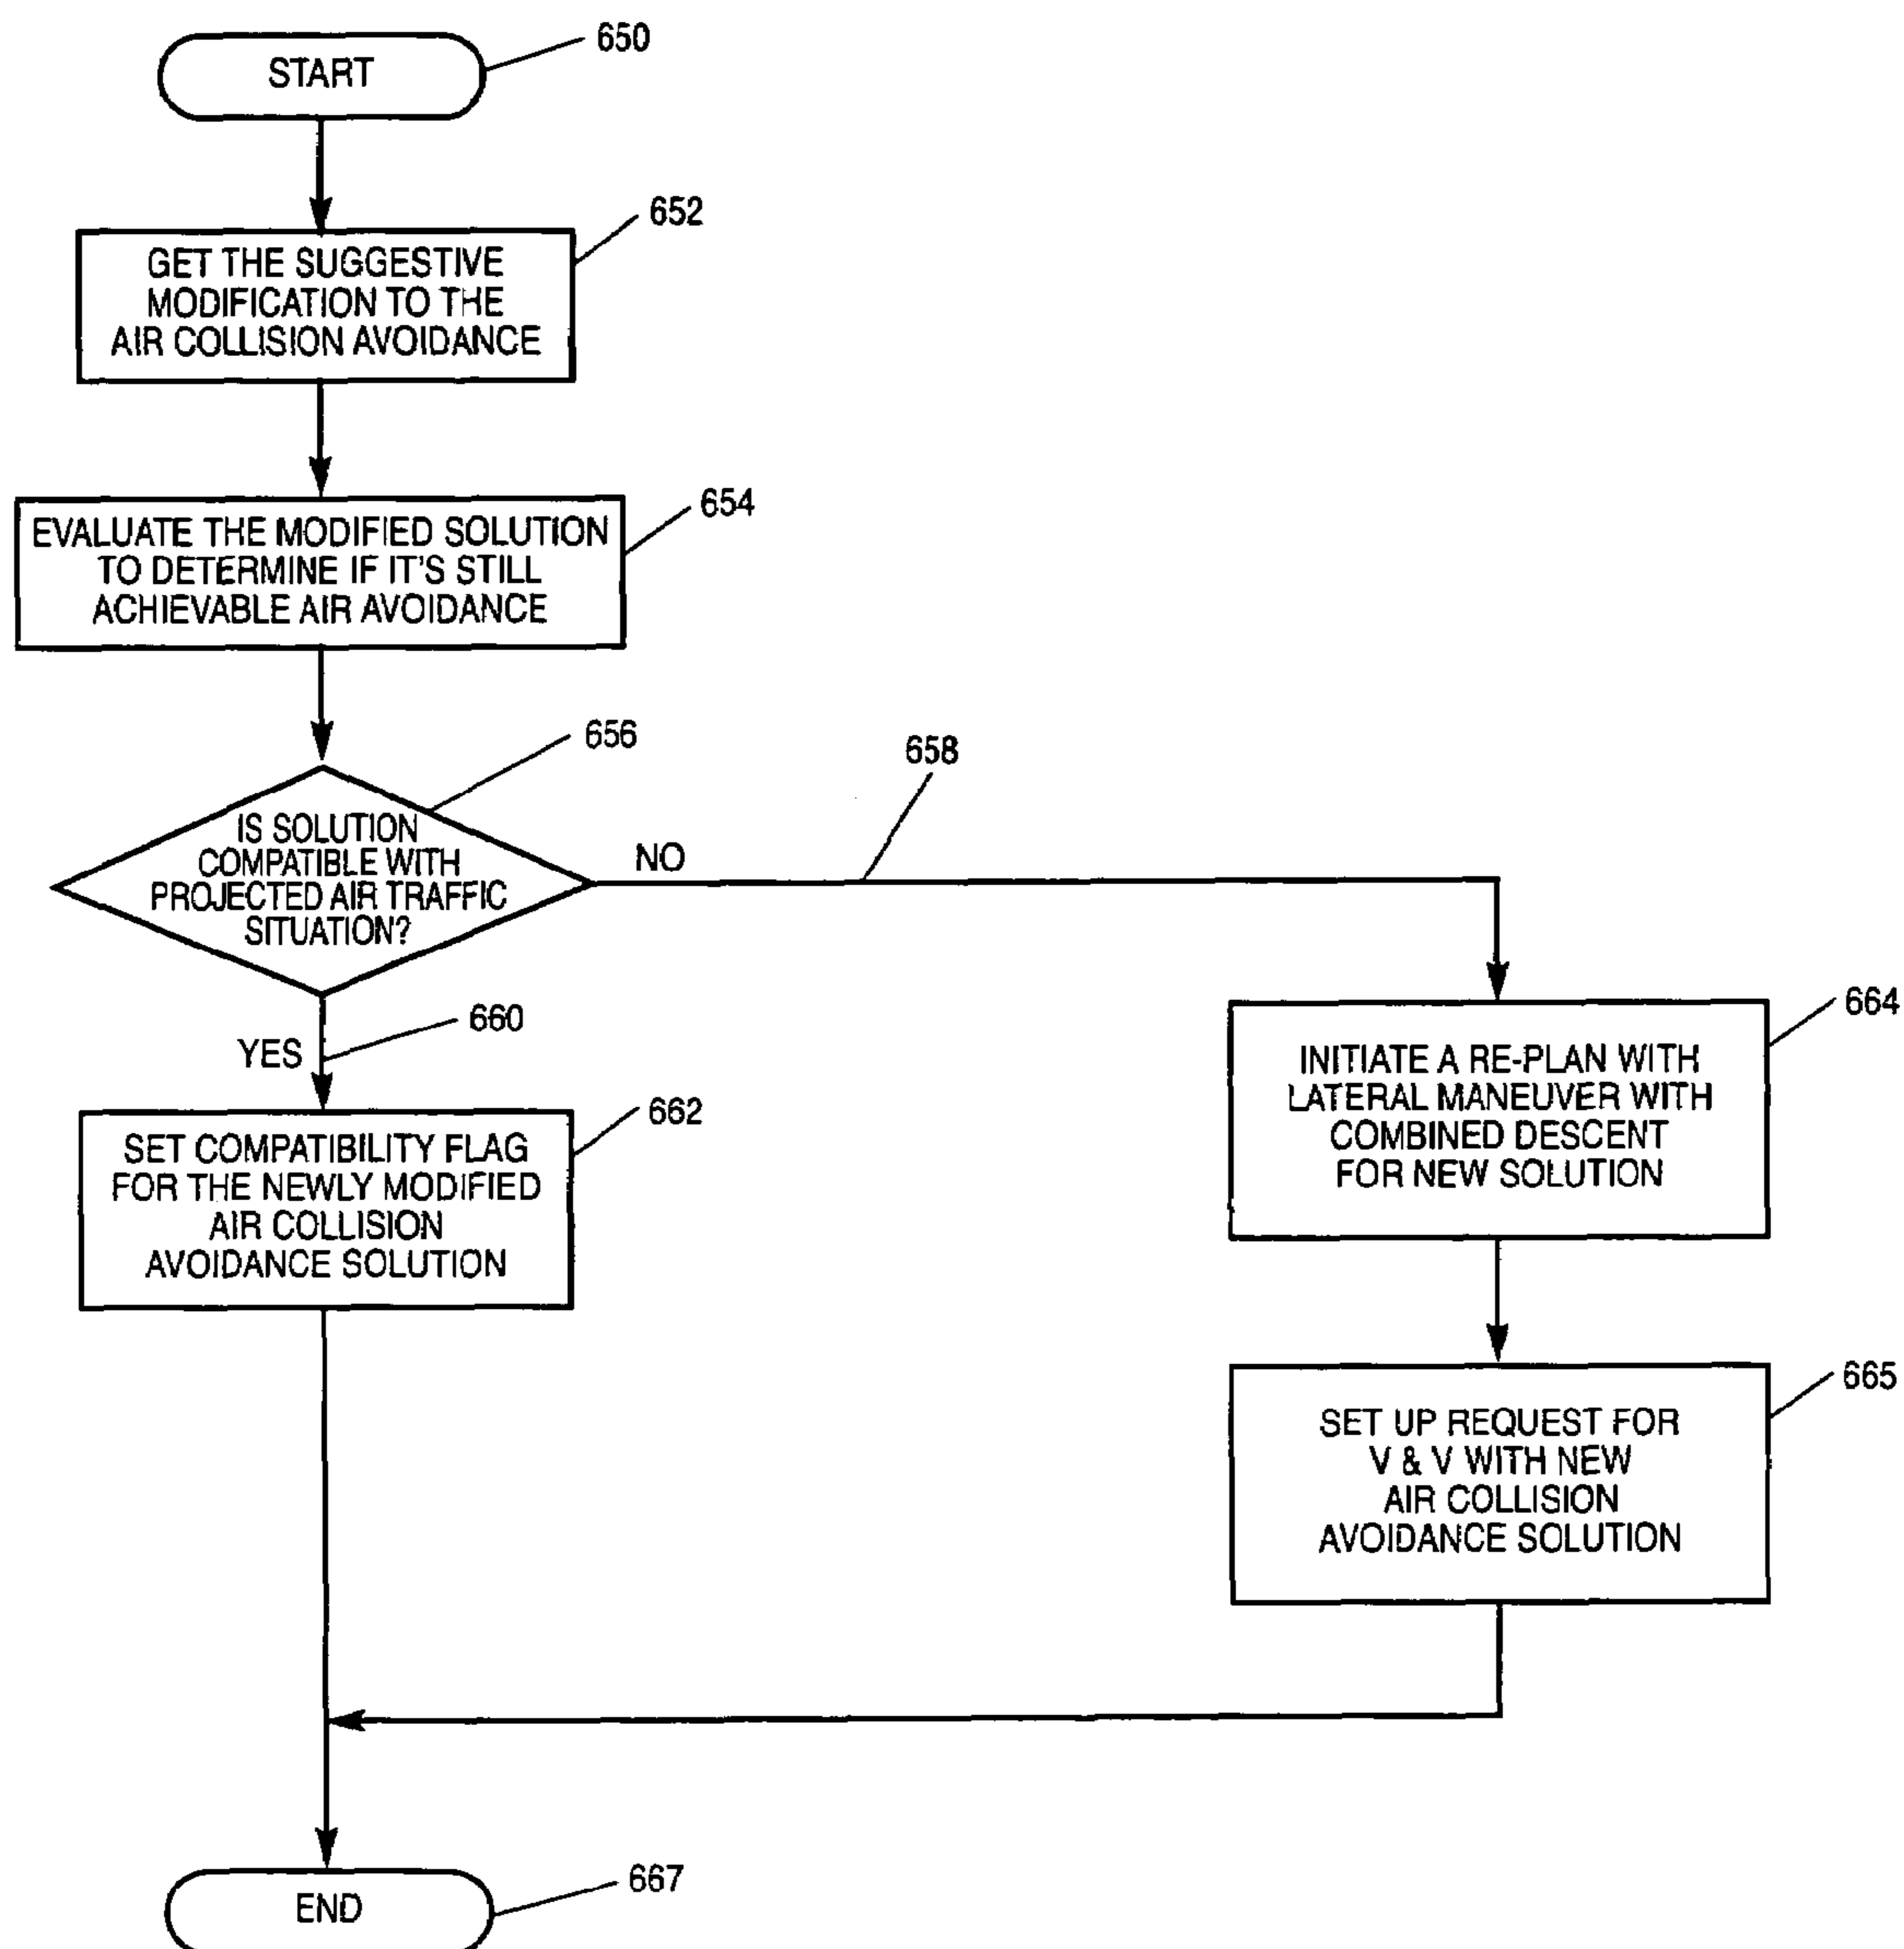 650
START
652
GET THE SUGGESTIVE
MODIFICATION TO THE
AIR COLLISION AVOIDANCE
654
EVALUATE THE MODIFIED SOLUTION
TO DETERMINE IF IT'S STILL
ACHIEVABLE AIR AVOIDANCE
656
IS SOLUTION
COMPATIBLE WITH
PROJECTED AIR TRAFFIC
SITUATION?
NO
658
YES
660
662
SET COMPATIBILITY FLAG
FOR THE NEWLY MODIFIED
AIR COLLISION
AVOIDANCE SOLUTION
664
INITIATE A RE-PLAN WITH
LATERAL MANEUVER WITH
COMBINED DESCENT
FOR NEW SOLUTION
665
SET UP REQUEST FOR
V & V WITH NEW
AIR COLLISION
AVOIDANCE SOLUTION
667
END